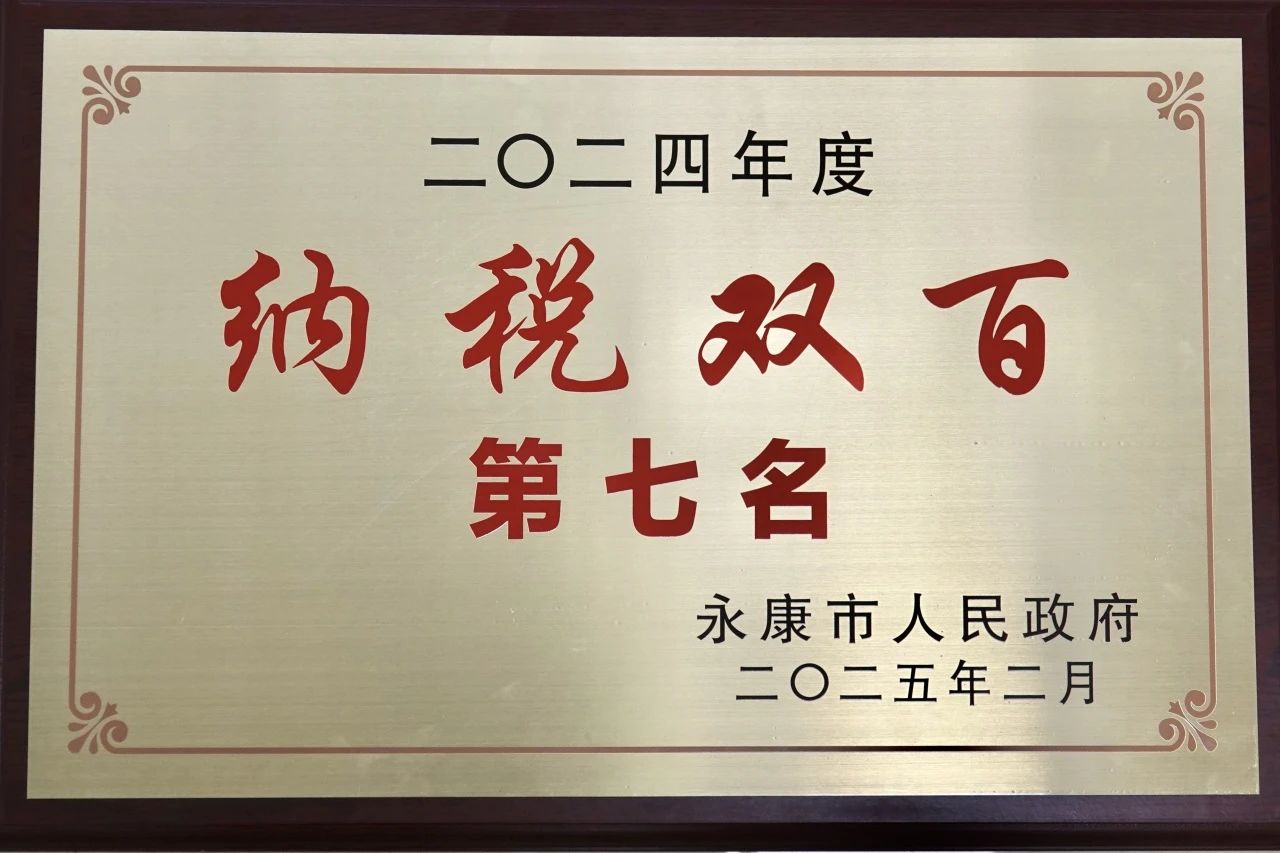 二〇二四年度
纳税双百
第七名
永康市人民政府
二〇二五年二月